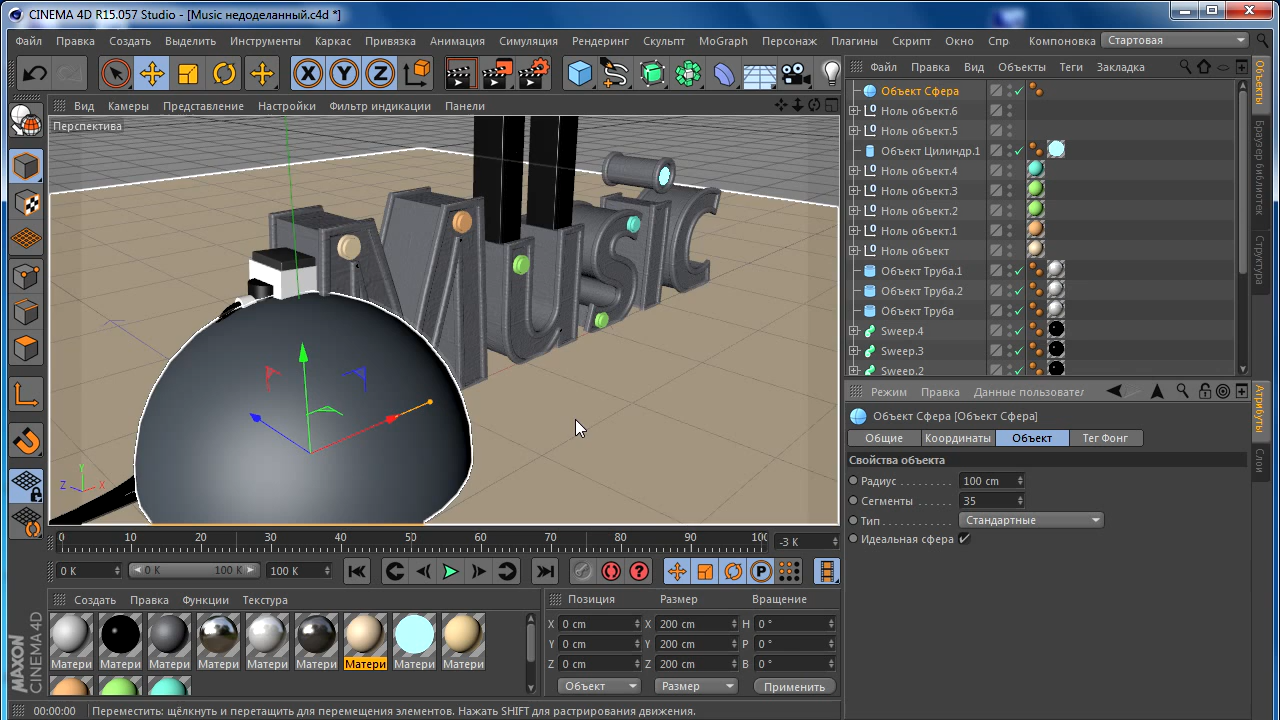 CINEMA 4D R15.057 Studio - [Music недоделанный.c4d *]
Файл Правка Создать Выделить Инструменты Каркас Привязка Анимация Симуляция Рендеринг Скульпт MoGraph Персонаж Плагины Скрипт Окно Спр Компоновка Стартовая
X Y Z
Файл Правка Вид Объекты Теги Закладка
Вид Камеры Представление Настройки Фильтр индикации Панели
Перспектива
Объект Сфера
Ноль объект.6
Ноль объект.5
Объект Цилиндр.1
Ноль объект.4
Ноль объект.3
Ноль объект.2
Ноль объект.1
Ноль объект
Объект Труба.1
Объект Труба.2
Объект Труба
Sweep.4
Sweep.3
Sweep.2
Объекты
Браузер библиотек
Структура
MUSIC
Y
Z X
Режим Правка Данные пользовател
Объект Сфера [Объект Сфера]
Общие Координаты Объект Тег Фонг
Свойства объекта
Радиус . . . . . . . . . 100 cm
Сегменты . . . . . . . 35
Тип . . . . . . . . . . . . Стандартные
Идеальная сфера
Атрибуты
Слои
0 10 20 30 40 50 60 70 80 90 100 -3 K
0 K 0 K 100 K 100 K
P
Создать Правка Функции Текстура
Матери Матери Матери Матери Матери Матери Матери Матери Матери
Позиция Размер Вращение
X 0 cm X 200 cm H 0 °
Y 0 cm Y 200 cm P 0 °
Z 0 cm Z 200 cm B 0 °
Объект Размер Применить
MAXON
CINEMA4D
00:00:00 Переместить: щёлкнуть и перетащить для перемещения элементов. Нажать SHIFT для растрирования движения.